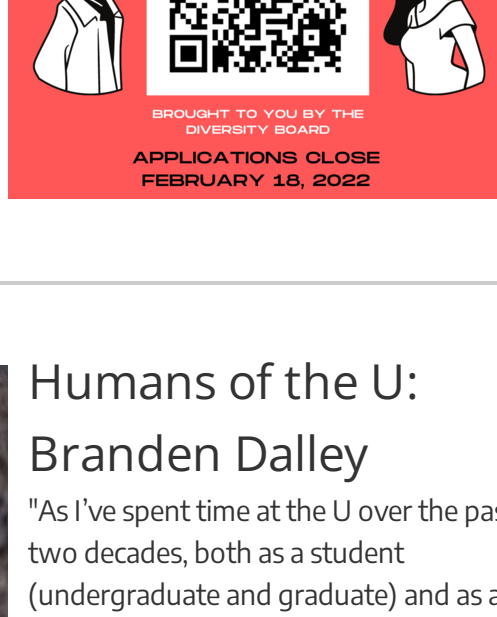 BROUGHT TO YOU BY THE
DIVERSITY BOARD
APPLICATIONS CLOSE
FEBRUARY 18, 2022
Humans of the U:
Branden Dalley
"As I’ve spent time at the U over the
two decades, both as a student
(undergraduate and graduate) and as